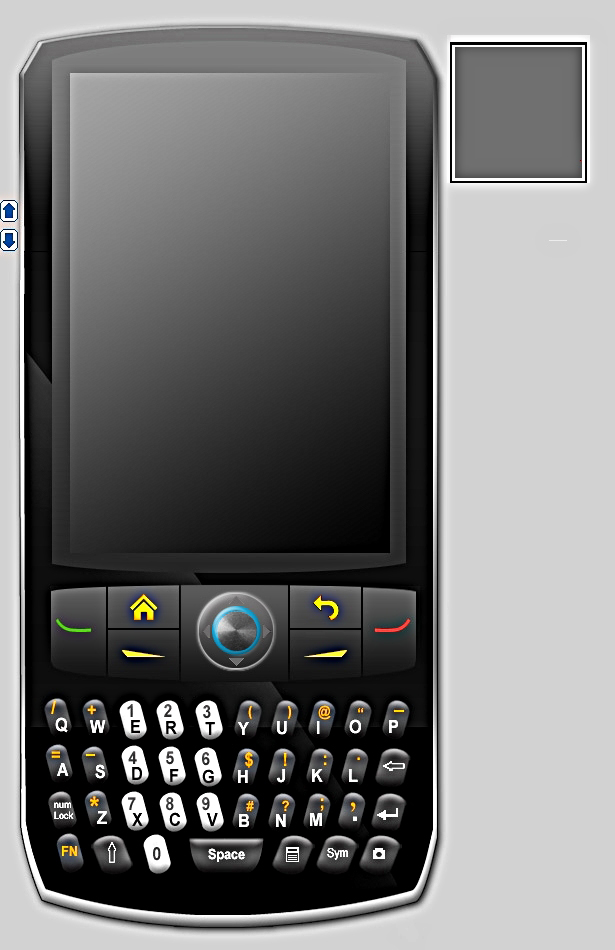 / Q + W 1 E 2 R 3 T ( Y ) U @ I “ O _ P
= A - S 4 D 5 F 6 G $ H ! J : K . L
num Lock * Z 7 X 8 C 9 V # B ? N ; M , .
FN 0 Space Sym